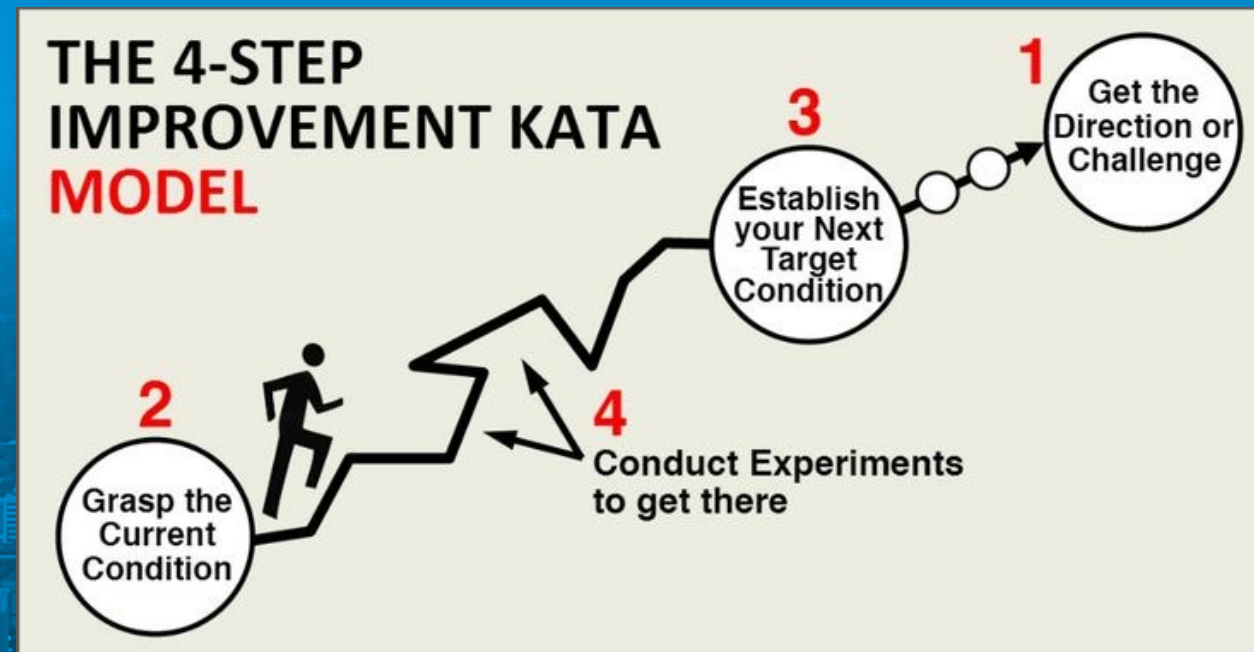 THE 4-STEP
IMPROVEMENT KATA
MODEL
1
Get the
Direction or
Challenge
3
Establish
your Next
Target
Condition
2
Grasp the
Current
Condition
4
Conduct Experiments
to get there